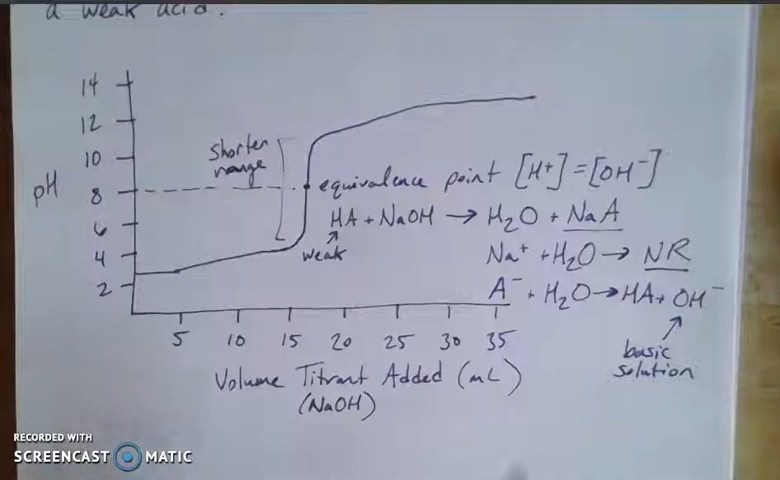 a weak acid.
14
12
10
8
6
4
2
pH
shorter
range
equivalence point [H+] = [OH⁻]
HA + NaOH → H₂O + NaA
weak
Na⁺ + H₂O → NR
A⁻ + H₂O → HA + OH⁻
basic
solution
5 10 15 20 25 30 35
Volume Titrant Added (mL)
(NaOH)
RECORDED WITH
SCREENCAST MATIC